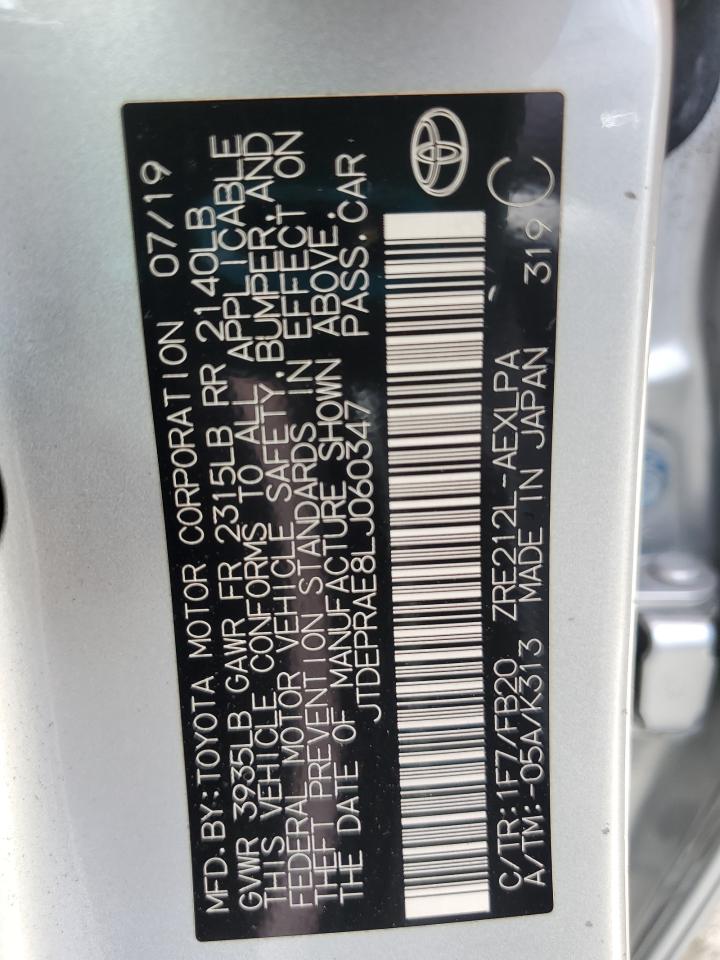 MFD.BY:TOYOTA MOTOR CORPORATION 07/19
GVWR 3935LB GAWR FR 2315LB RR 2140LB
THIS VEHICLE CONFORMS TO ALL APPLICABLE
FEDERAL MOTOR VEHICLE SAFETY,BUMPER,AND
THEFT PREVENTION STANDARDS IN EFFECT ON
THE DATE OF MANUFACTURE SHOWN ABOVE.
JTDEPRAE8LJ060347 PASS.CAR
C/TR:1F7/FB20 ZRE212L-AEXLPA C
A/TM:-05A/K313 MADE IN JAPAN 319